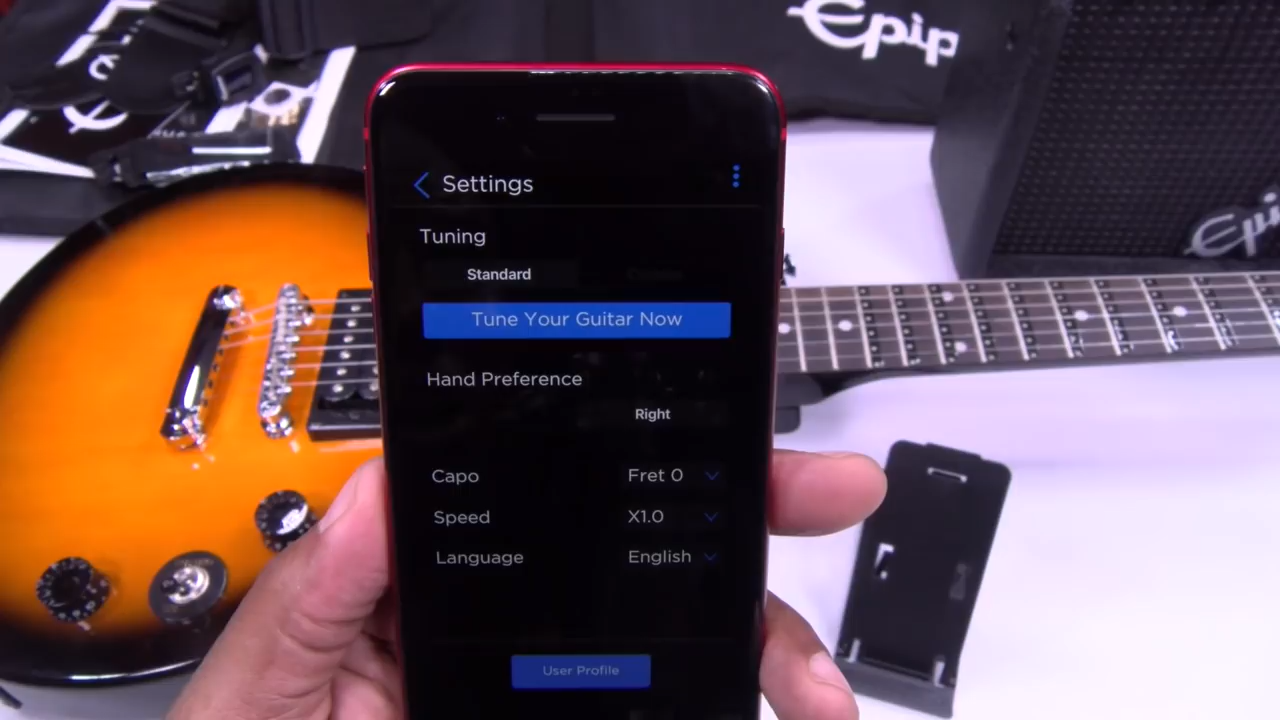 Epip
Settings
Tuning
Standard
Tune Your Guitar Now
Hand Preference
Right
Capo Fret 0
Speed X1.0
Language English
User Profile
Epi